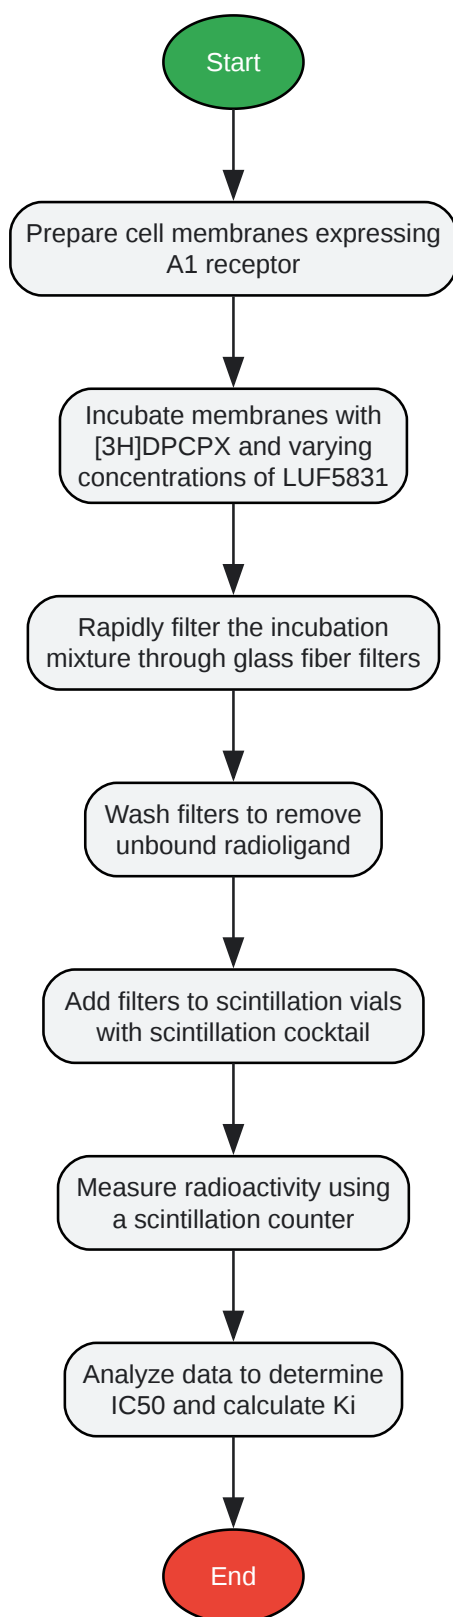 Start
Prepare cell membranes expressing
A1 receptor
Incubate membranes with
[3H]DPCPX and varying
concentrations of LUF5831
Rapidly filter the incubation
mixture through glass fiber filters
Wash filters to remove
unbound radioligand
Add filters to scintillation vials
with scintillation cocktail
Measure radioactivity using
a scintillation counter
Analyze data to determine
IC50 and calculate Ki
End